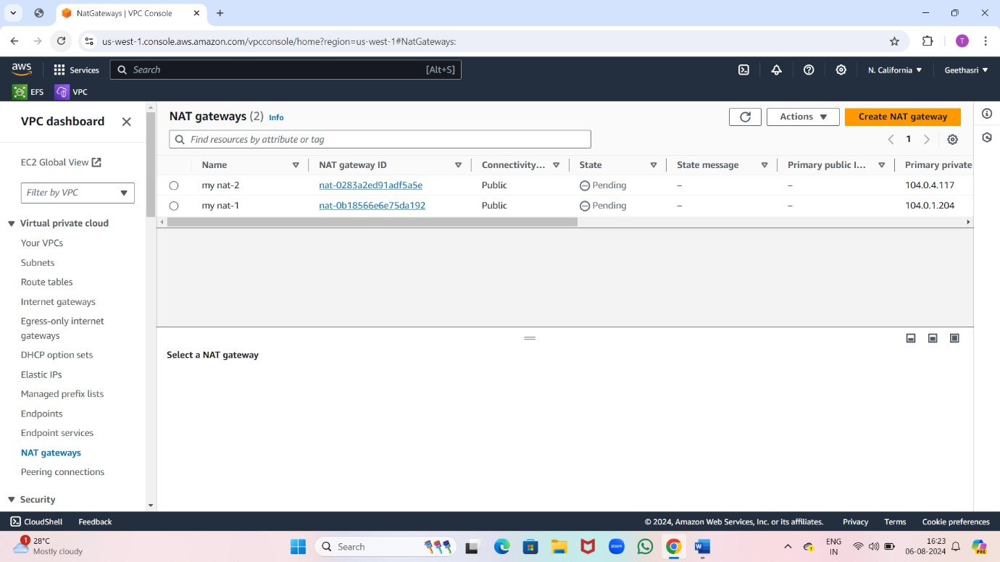 NatGateways | VPC Console
us-west-1.console.aws.amazon.com/vpcconsole/home?region=us-west-1#NatGateways:
T
aws
Services
Search
[Alt+S]
N. California
Geethasri
EFS
VPC
VPC dashboard
EC2 Global View
Filter by VPC
Virtual private cloud
Your VPCs
Subnets
Route tables
Internet gateways
Egress-only internet
gateways
DHCP option sets
Elastic IPs
Managed prefix lists
Endpoints
Endpoint services
NAT gateways
Peering connections
Security
NAT gateways (2) Info
Actions
Create NAT gateway
Find resources by attribute or tag
1
Name NAT gateway ID Connectivity... State State message Primary public I... Primary private
my nat-2 nat-0283a2ed91adf5a5e Public Pending – – 104.0.4.117
my nat-1 nat-0b18566e6e75da192 Public Pending – – 104.0.1.204
Select a NAT gateway
CloudShell Feedback © 2024, Amazon Web Services, Inc. or its affiliates. Privacy Terms Cookie preferences
1
28°C
Mostly cloudy
Search
zoom
ENG
IN
16:23
06-08-2024
PRE